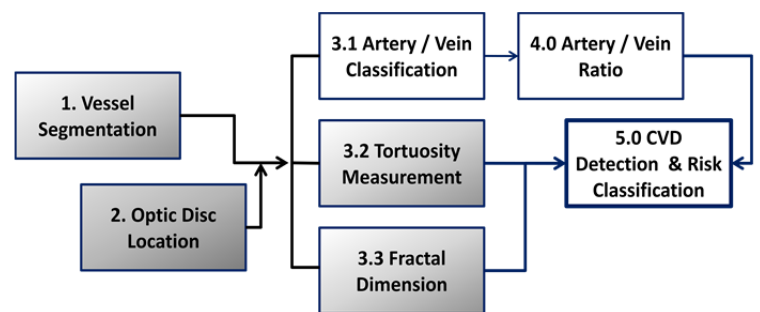 1. Vessel
Segmentation
2. Optic Disc
Location
3.1 Artery / Vein
Classification
3.2 Tortuosity
Measurement
3.3 Fractal
Dimension
4.0 Artery / Vein
Ratio
5.0 CVD
Detection & Risk
Classification